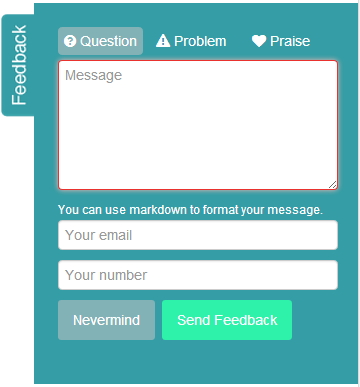 Feedback
Question Problem Praise
Message
You can use markdown to format your message.
Your email
Your number
Nevermind Send Feedback